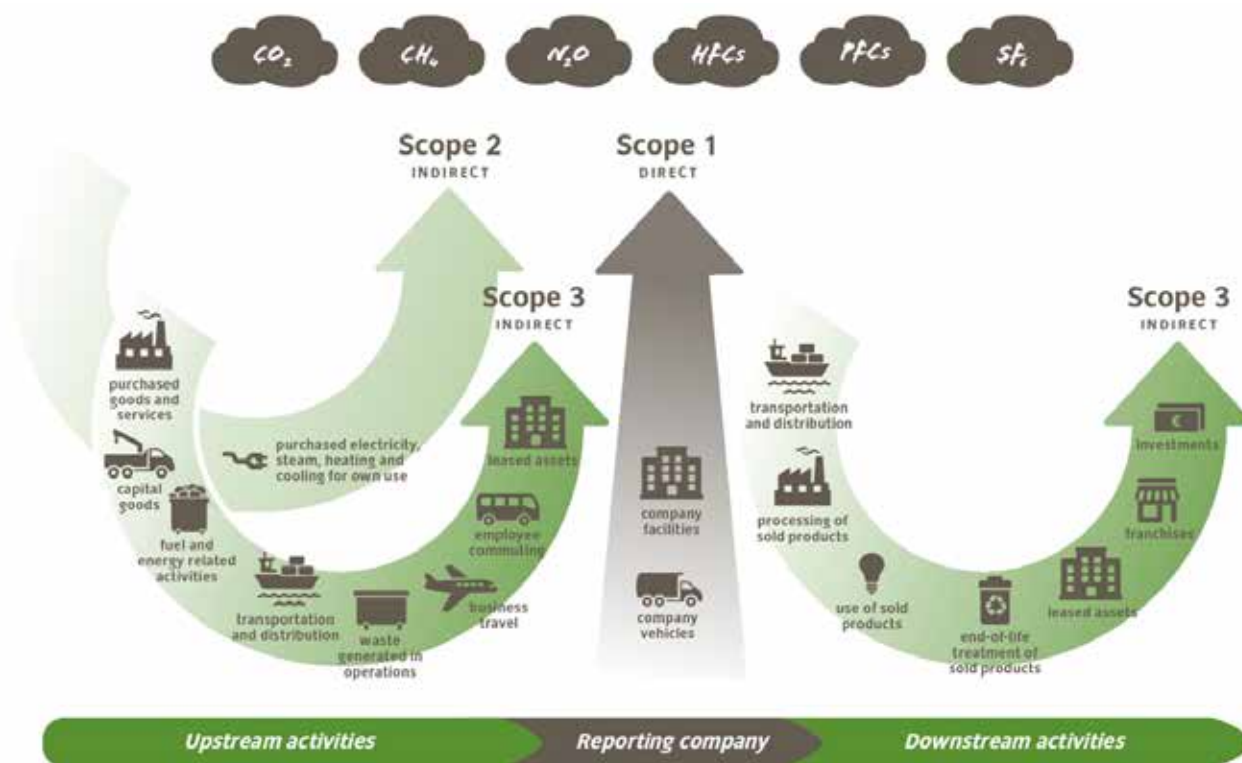 CO₂
CH₄
N₂O
HFCs
PFCs
SF₆
Scope 2
INDIRECT
Scope 1
DIRECT
Scope 3
INDIRECT
Scope 3
INDIRECT
purchased
goods and
services
capital
goods
fuel and
energy related
activities
purchased electricity,
steam, heating and
cooling for own use
transportation
and distribution
waste
generated in
operations
business
travel
employee
commuting
leased assets
company
facilities
company
vehicles
transportation
and distribution
processing of
sold products
use of sold
products
end-of-life
treatment of
sold products
leased assets
franchises
investments
Upstream activities
Reporting company
Downstream activities